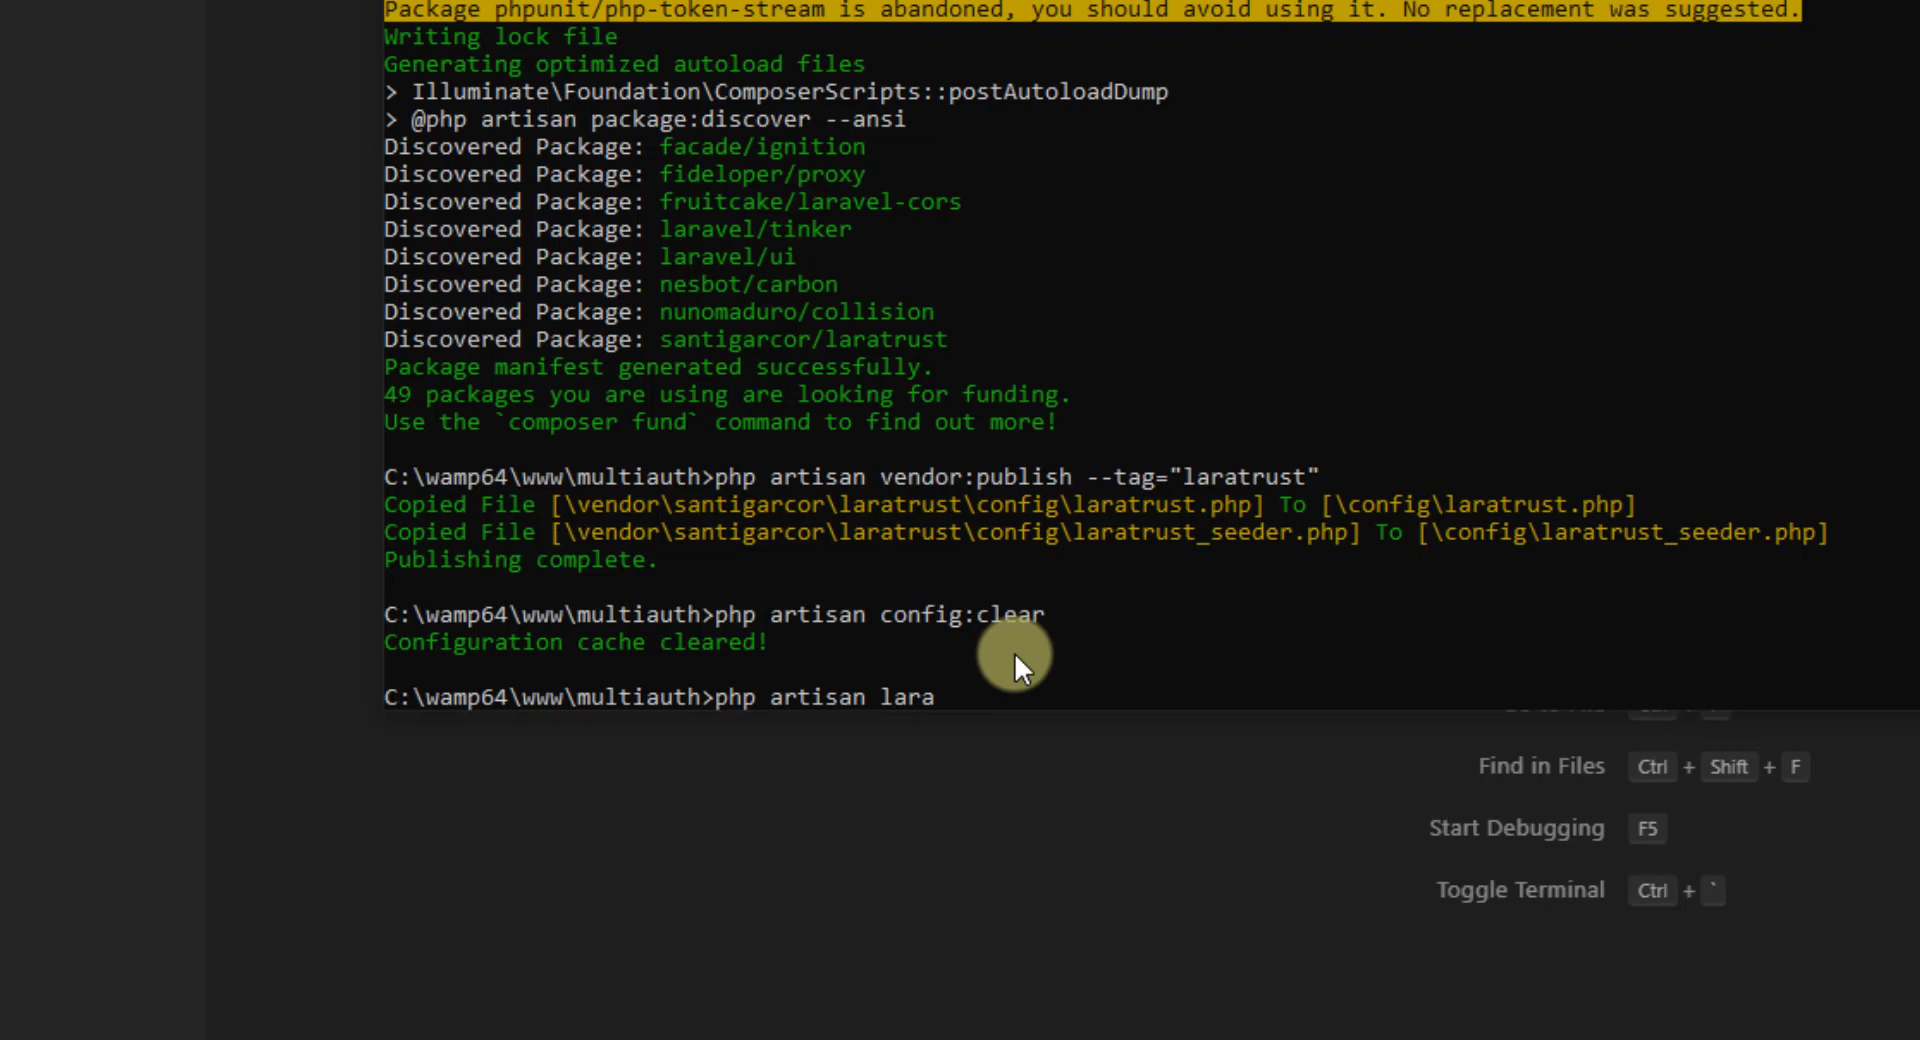 Package phpunit/php-token-stream is abandoned, you should avoid using it. No replacement was suggested.
Writing lock file
Generating optimized autoload files
> Illuminate\Foundation\ComposerScripts::postAutoloadDump
> @php artisan package:discover --ansi
Discovered Package: facade/ignition
Discovered Package: fideloper/proxy
Discovered Package: fruitcake/laravel-cors
Discovered Package: laravel/tinker
Discovered Package: laravel/ui
Discovered Package: nesbot/carbon
Discovered Package: nunomaduro/collision
Discovered Package: santigarcor/laratrust
Package manifest generated successfully.
49 packages you are using are looking for funding.
Use the `composer fund` command to find out more!
C:\wamp64\www\multiauth>php artisan vendor:publish --tag="laratrust"
Copied File [\vendor\santigarcor\laratrust\config\laratrust.php] To [\config\laratrust.php]
Copied File [\vendor\santigarcor\laratrust\config\laratrust_seeder.php] To [\config\laratrust_seeder.php]
Publishing complete.
C:\wamp64\www\multiauth>php artisan config:clear
Configuration cache cleared!
C:\wamp64\www\multiauth>php artisan lara
Find in Files Ctrl + Shift + F
Start Debugging F5
Toggle Terminal Ctrl + `